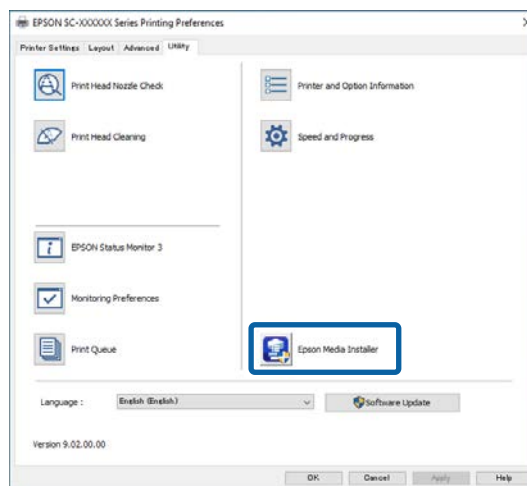 EPSON SC-XXXXXX Series Printing Preferences
Printer Settings Layout Advanced Utility
Print Head Nozzle Check
Printer and Option Information
Print Head Cleaning
Speed and Progress
EPSON Status Monitor 3
Monitoring Preferences
Print Queue
Epson Media Installer
Language :
English (English)
Software Update
Version 9.02.00.00
OK Cancel Apply Help